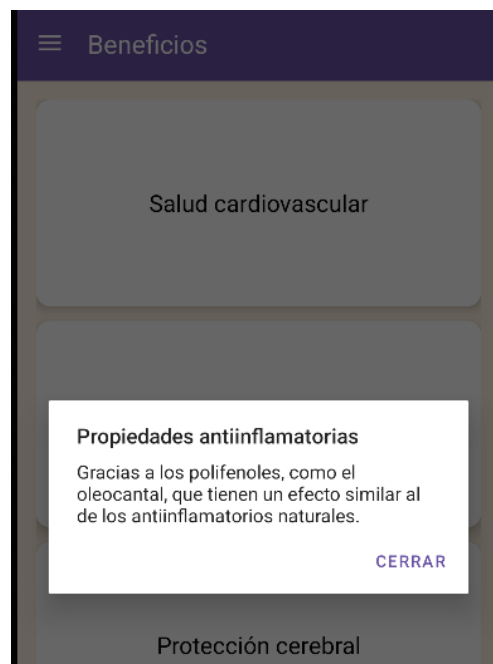 Beneficios
Salud cardiovascular
Propiedades antiinflamatorias
Gracias a los polifenoles, como el
oleocantal, que tienen un efecto similar al
de los antiinflamatorios naturales.
CERRAR
Protección cerebral